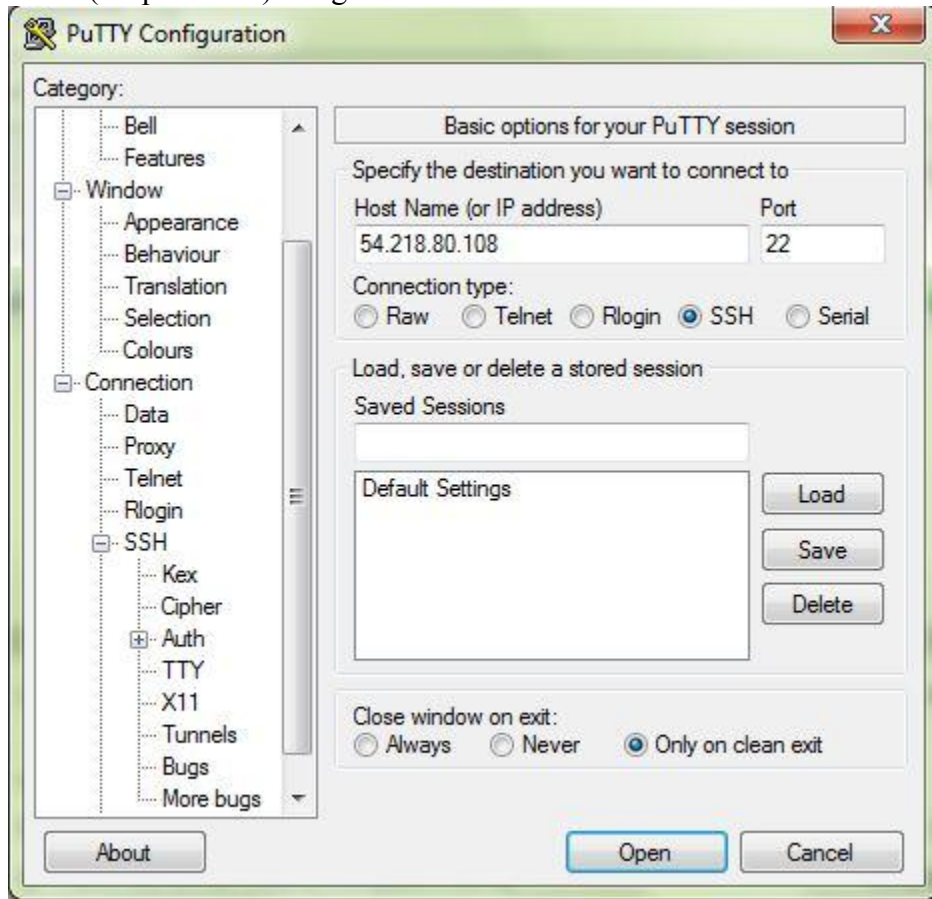 PuTTY Configuration
Category:
Bell
Features
Window
Appearance
Behaviour
Translation
Selection
Colours
Connection
Data
Proxy
Telnet
Rlogin
SSH
Kex
Cipher
Auth
TTY
X11
Tunnels
Bugs
More bugs
Basic options for your PuTTY session
Specify the destination you want to connect to
Host Name (or IP address) Port
54.218.80.108 22
Connection type:
Raw Telnet Rlogin SSH Serial
Load, save or delete a stored session
Saved Sessions
Default Settings
Load
Save
Delete
Close window on exit:
Always Never Only on clean exit
About Open Cancel